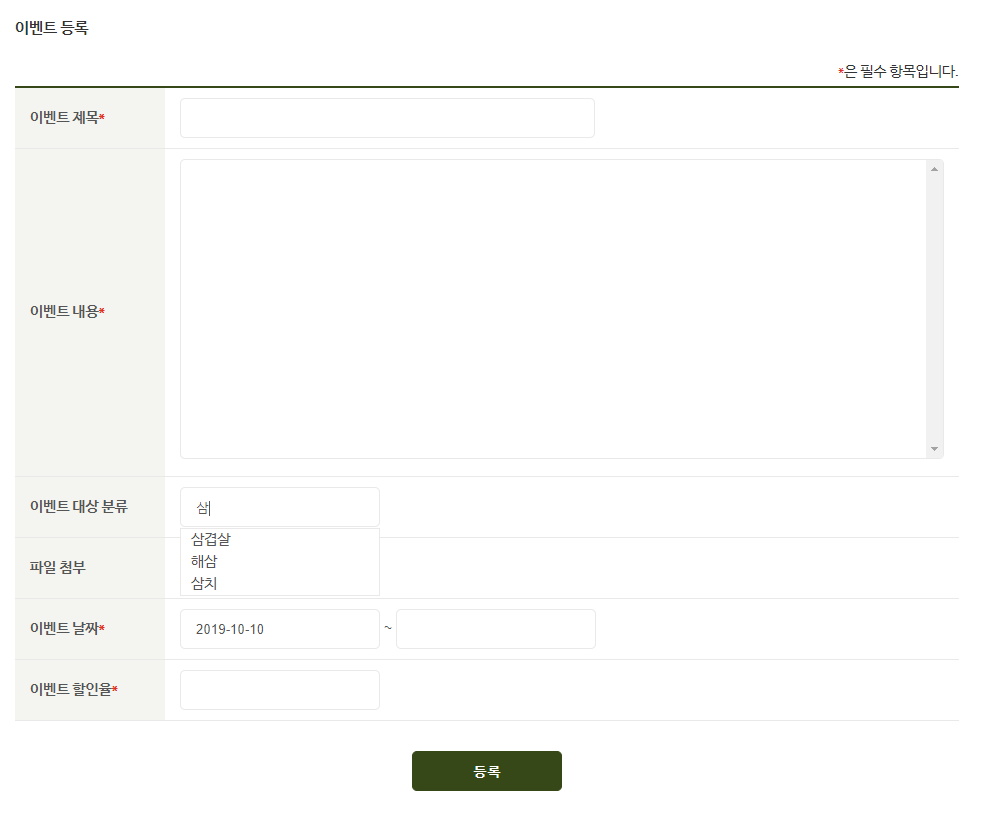 이벤트 등록
*은 필수 항목입니다.
이벤트 제목*
이벤트 내용*
이벤트 대상 분류
삼
삼겹살
해삼
삼치
파일 첨부
이벤트 날짜*
2019-10-10 ~
이벤트 할인율*
등록